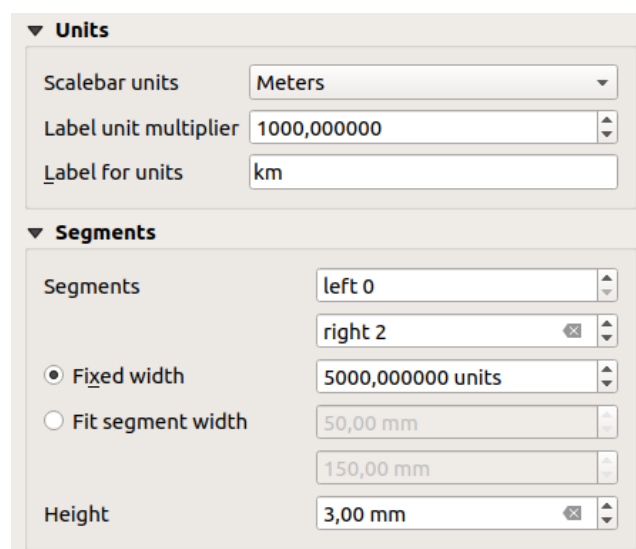 Units
Scalebar units Meters
Label unit multiplier 1000,000000
Label for units km
Segments
Segments left 0
right 2
Fixed width 5000,000000 units
Fit segment width 50,00 mm
150,00 mm
Height 3,00 mm